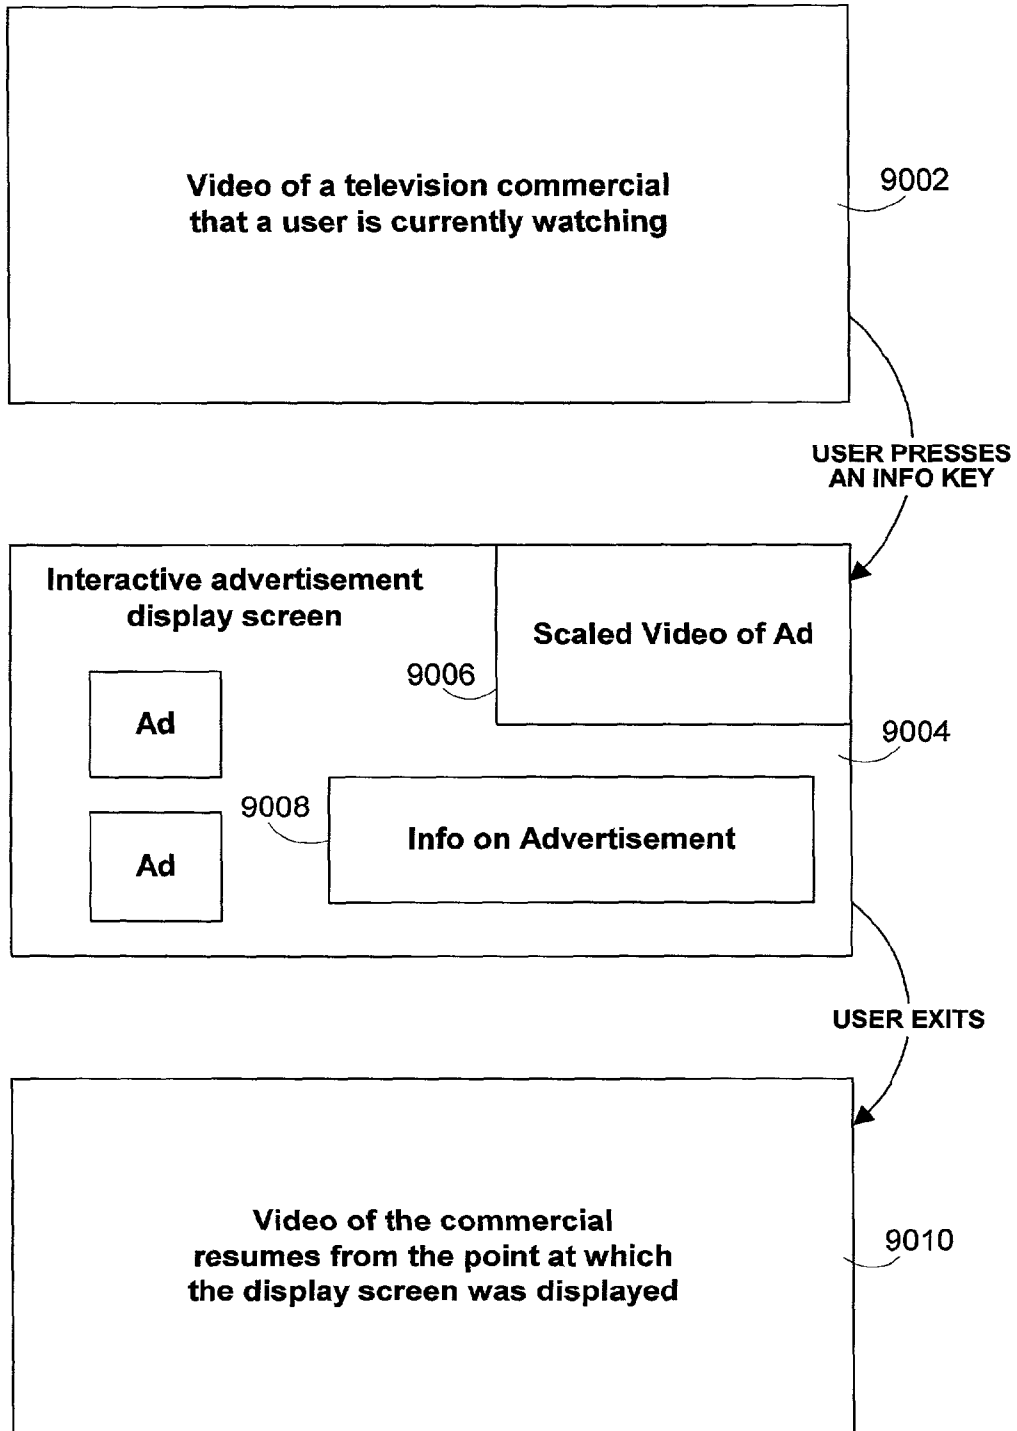 Video of a television commercial
that a user is currently watching
9002
USER PRESSES
AN INFO KEY
Interactive advertisement
display screen
Scaled Video of Ad
9006
Ad
9004
9008
Info on Advertisement
Ad
USER EXITS
Video of the commercial
resumes from the point at which
the display screen was displayed
9010